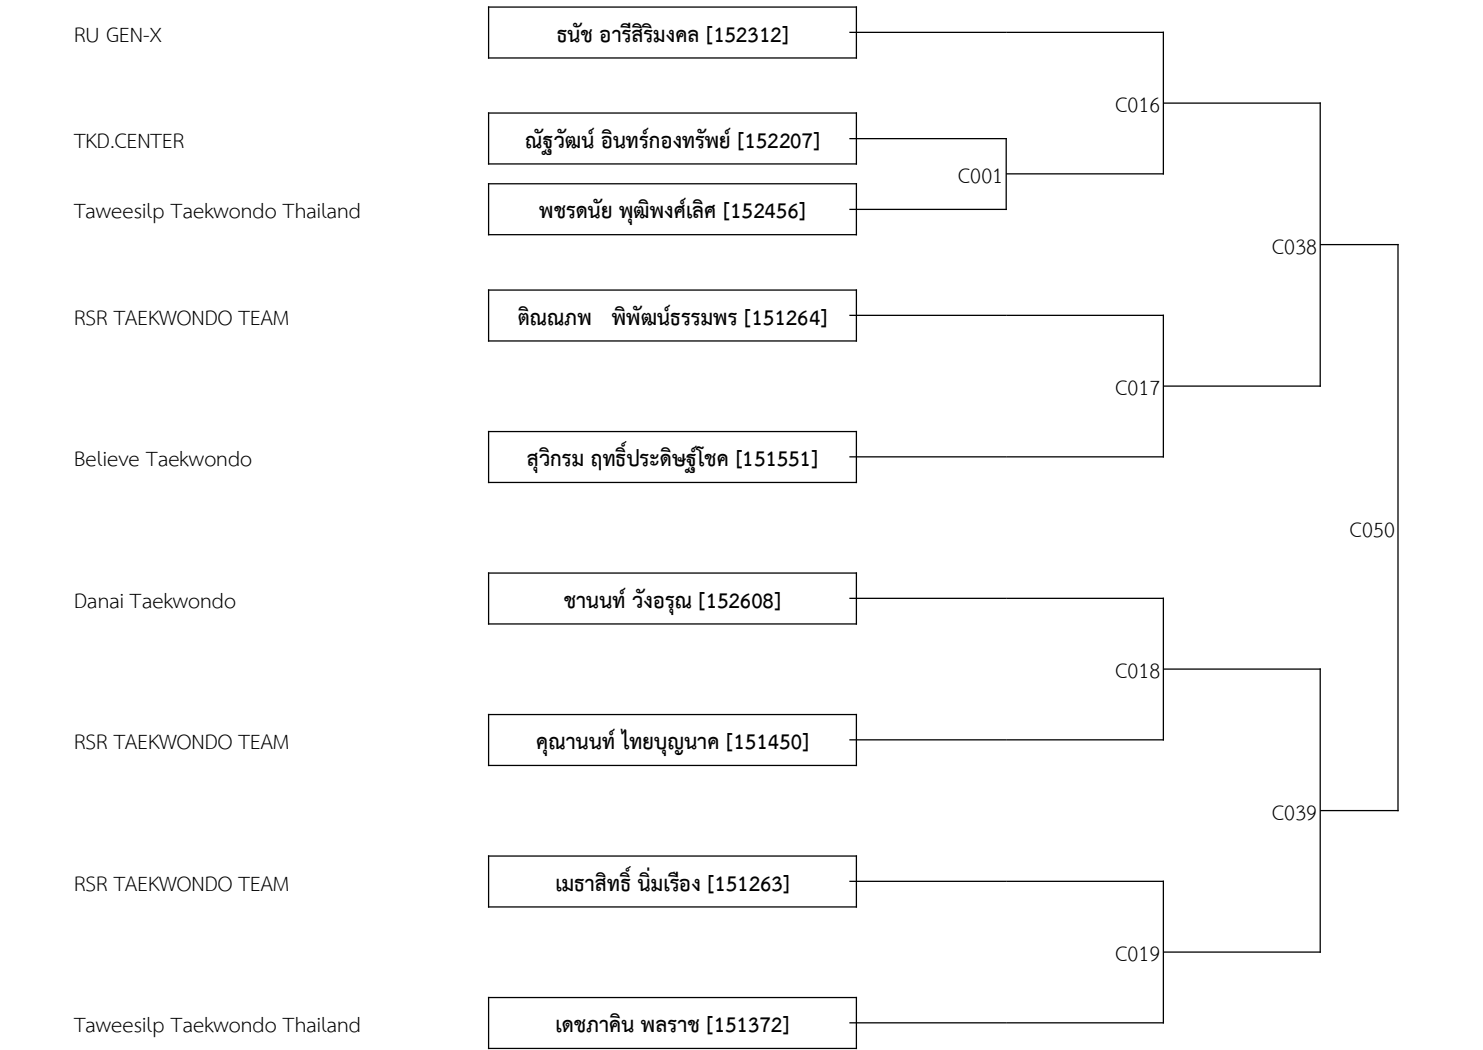 RU GEN-X
ธนัช อารีสิริมงคล [152312]
C016
TKD.CENTER
ณัฐวัฒน์ อินทร์กองทรัพย์ [152207]
C001
Taweesilp Taekwondo Thailand
พชรดนัย พุฒิพงศ์เลิศ [152456]
C038
RSR TAEKWONDO TEAM
ติณณภพ พิพัฒน์ธรรมพร [151264]
C017
Believe Taekwondo
สุวิกรม ฤทธิ์ประดิษฐ์โชค [151551]
C050
Danai Taekwondo
ชานนท์ วังอรุณ [152608]
C018
RSR TAEKWONDO TEAM
คุณานนท์ ไทยบุญนาค [151450]
C039
RSR TAEKWONDO TEAM
เมธาสิทธิ์ นิ่มเรือง [151263]
C019
Taweesilp Taekwondo Thailand
เดชภาคิน พลราช [151372]